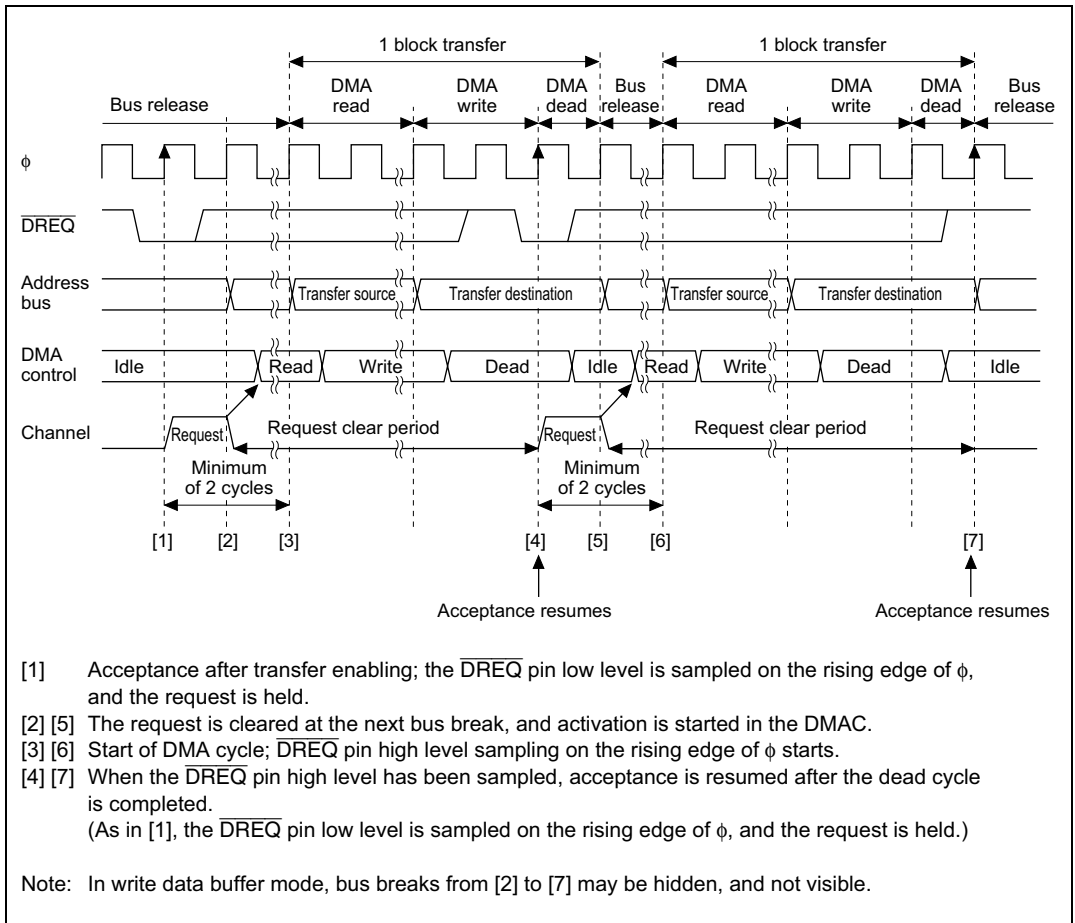 1 block transfer 1 block transfer
Bus release DMA read DMA write DMA dead Bus release DMA read DMA write DMA dead Bus release
φ
DREQ
Address bus Transfer source Transfer destination Transfer source Transfer destination
DMA control Idle Read Write Dead Idle Read Write Dead Idle
Channel Request Request clear period Request Request clear period
Minimum of 2 cycles Minimum of 2 cycles
[1] [2] [3] [4] [5] [6] [7]
Acceptance resumes Acceptance resumes
[1] Acceptance after transfer enabling; the DREQ pin low level is sampled on the rising edge of φ,
and the request is held.
[2] [5] The request is cleared at the next bus break, and activation is started in the DMAC.
[3] [6] Start of DMA cycle; DREQ pin high level sampling on the rising edge of φ starts.
[4] [7] When the DREQ pin high level has been sampled, acceptance is resumed after the dead cycle
is completed.
(As in [1], the DREQ pin low level is sampled on the rising edge of φ, and the request is held.)
Note: In write data buffer mode, bus breaks from [2] to [7] may be hidden, and not visible.